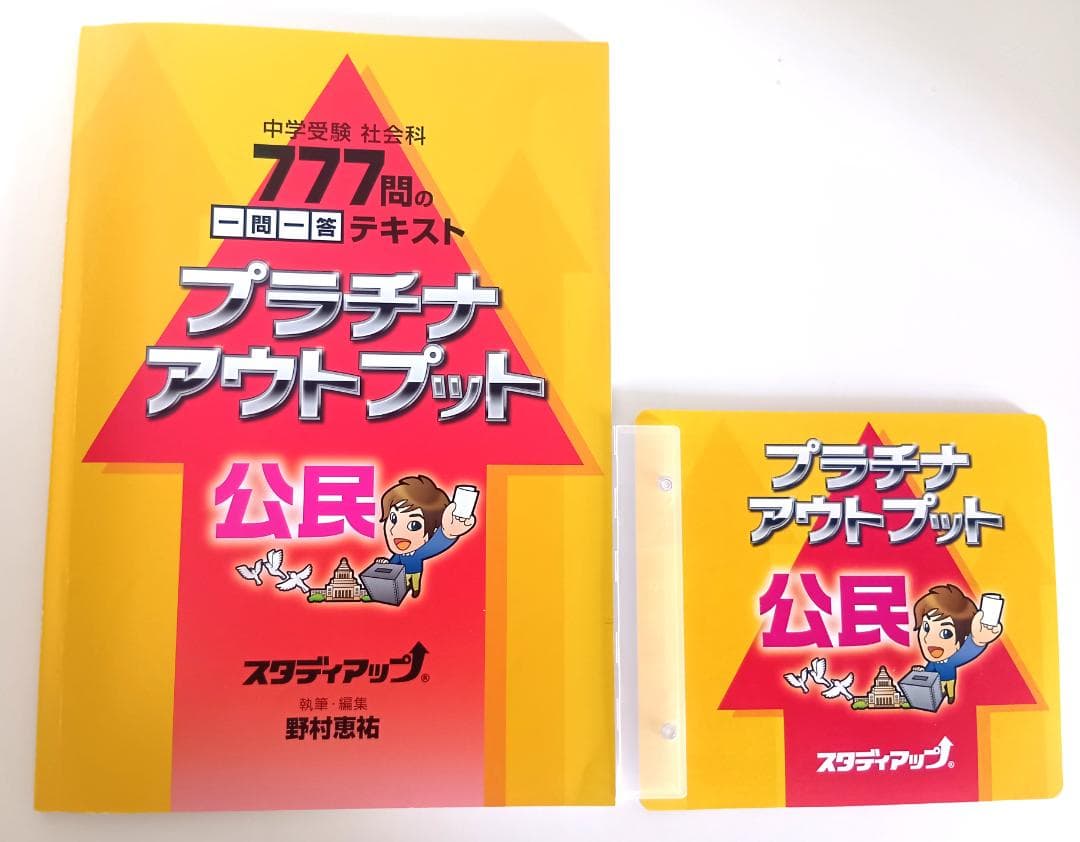 中学受験 社会科
777問の
一問一答テキスト
プラチナ
アウトプット
公民
スタディアップ®
執筆・編集
野村恵祐
プラチナ
アウトプット
公民
スタディアップ®